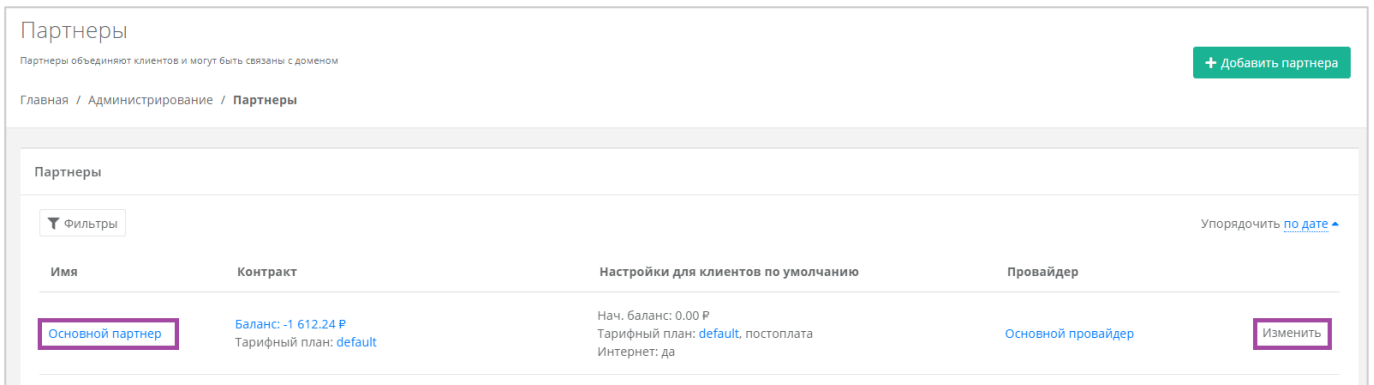 Партнеры
Партнеры объединяют клиентов и могут быть связаны с доменом
+ Добавить партнера
Главная / Администрирование / Партнеры
Партнеры
Фильтры
Упорядочить по дате
Имя Контракт Настройки для клиентов по умолчанию Провайдер
Основной партнер
Баланс: -1 612.24 ₽
Тарифный план: default
Нач. баланс: 0.00 ₽
Тарифный план: default, постоплата
Интернет: да
Основной провайдер
Изменить